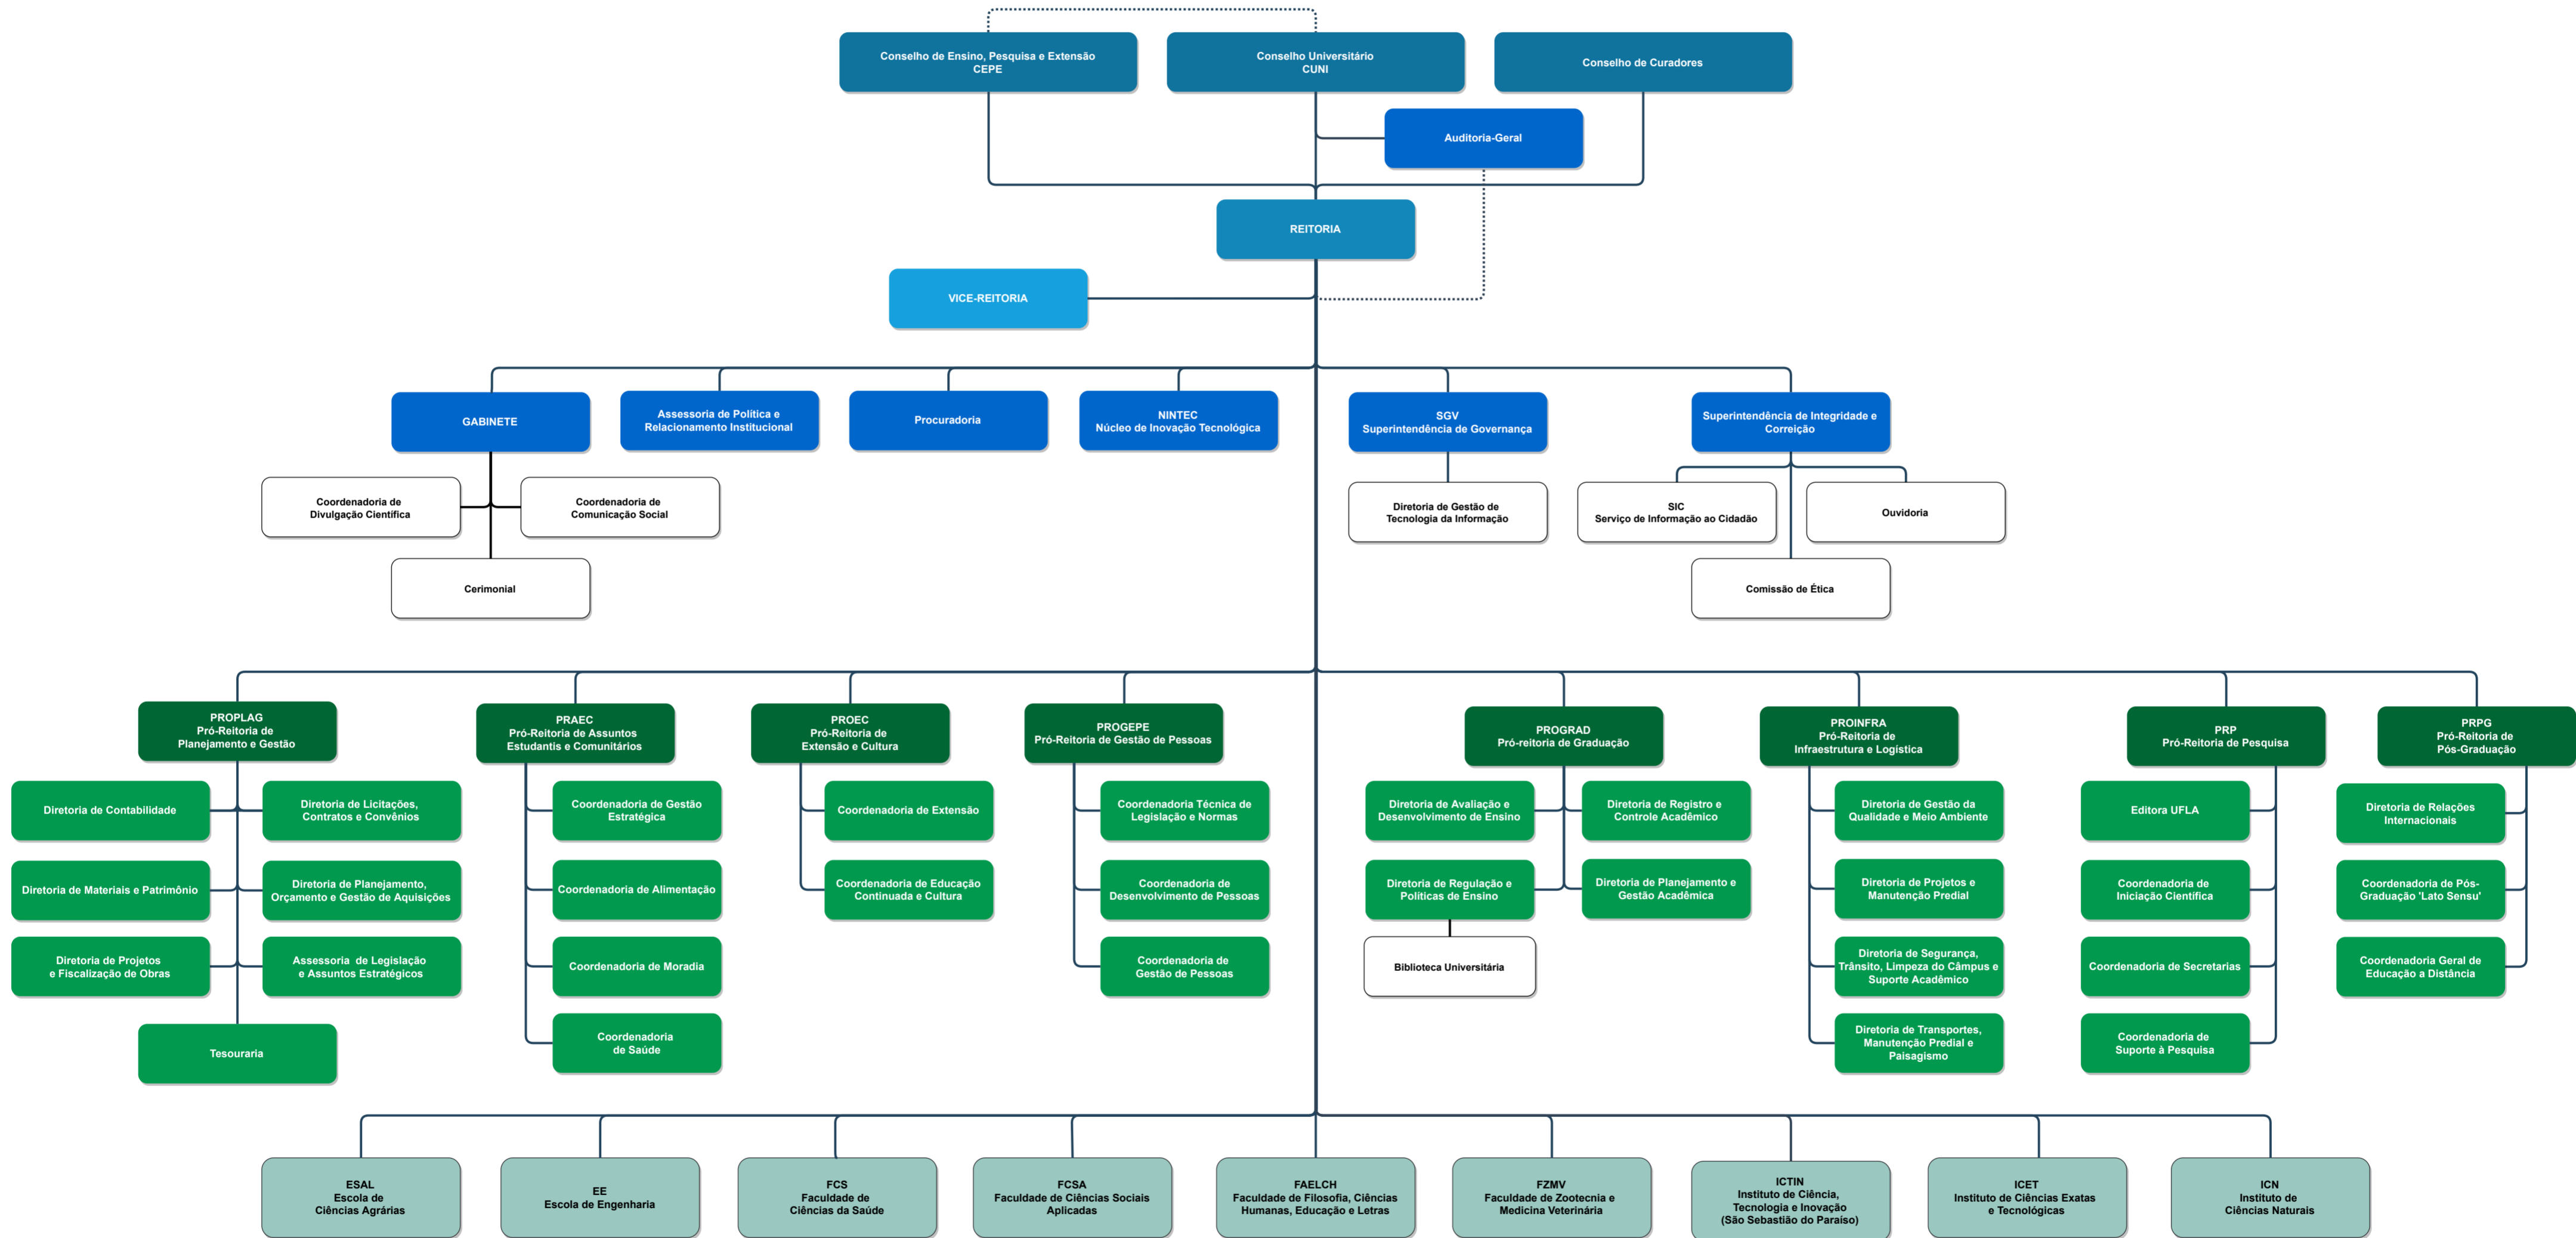 Conselho de Ensino, Pesquisa e Extensão
CEPE
Conselho Universitário
CUNI
Conselho de Curadores
Auditoria-Geral
REITORIA
VICE-REITORIA
GABINETE
Assessoria de Política e
Relacionamento Institucional
Procuradoria
NINTEC
Núcleo de Inovação Tecnológica
SGV
Superintendência de Governança
Superintendência de Integridade e
Correição
Coordenadoria de
Divulgação Científica
Coordenadoria de
Comunicação Social
Diretoria de Gestão de
Tecnologia da Informação
SIC
Serviço de Informação ao Cidadão
Ouvidoria
Cerimonial
Comissão de Ética
PROPLAG
Pró-Reitoria de
Planejamento e Gestão
PRAEC
Pró-Reitoria de Assuntos
Estudantis e Comunitários
PROEC
Pró-Reitoria de
Extensão e Cultura
PROGEPE
Pró-Reitoria de Gestão de Pessoas
PROGRAD
Pró-reitoria de Graduação
PROINFRA
Pró-Reitoria de
Infraestrutura e Logística
PRP
Pró-Reitoria de Pesquisa
PRPG
Pró-Reitoria de
Pós-Graduação
Diretoria de Contabilidade
Diretoria de Licitações,
Contratos e Convênios
Coordenadoria de Gestão
Estratégica
Coordenadoria de Extensão
Coordenadoria Técnica de
Legislação e Normas
Diretoria de Avaliação e
Desenvolvimento de Ensino
Diretoria de Registro e
Controle Acadêmico
Diretoria de Gestão da
Qualidade e Meio Ambiente
Editora UFLA
Diretoria de Relações
Internacionais
Diretoria de Materiais e Patrimônio
Diretoria de Planejamento,
Orçamento e Gestão de Aquisições
Coordenadoria de Alimentação
Coordenadoria de Educação
Continuada e Cultura
Coordenadoria de
Desenvolvimento de Pessoas
Diretoria de Regulação e
Políticas de Ensino
Diretoria de Planejamento e
Gestão Acadêmica
Diretoria de Projetos e
Manutenção Predial
Coordenadoria de
Iniciação Científica
Coordenadoria de Pós-
Graduação 'Lato Sensu'
Diretoria de Projetos
e Fiscalização de Obras
Assessoria de Legislação
e Assuntos Estratégicos
Coordenadoria de Moradia
Coordenadoria de
Gestão de Pessoas
Biblioteca Universitária
Diretoria de Segurança,
Trânsito, Limpeza do Câmpus e
Suporte Acadêmico
Coordenadoria de Secretarias
Coordenadoria Geral de
Educação a Distância
Tesouraria
Coordenadoria
de Saúde
Diretoria de Transportes,
Manutenção Predial e
Paisagismo
Coordenadoria de
Suporte à Pesquisa
ESAL
Escola de
Ciências Agrárias
EE
Escola de Engenharia
FCS
Faculdade de
Ciências da Saúde
FCSA
Faculdade de Ciências Sociais
Aplicadas
FAELCH
Faculdade de Filosofia, Ciências
Humanas, Educação e Letras
FZMV
Faculdade de Zootecnia e
Medicina Veterinária
ICTIN
Instituto de Ciência,
Tecnologia e Inovação
(São Sebastião do Paraíso)
ICET
Instituto de Ciências Exatas
e Tecnológicas
ICN
Instituto de
Ciências Naturais